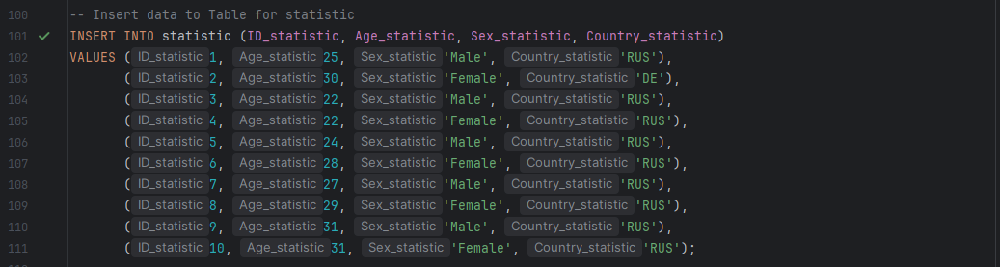 100 -- Insert data to Table for statistic
101 INSERT INTO statistic (ID_statistic, Age_statistic, Sex_statistic, Country_statistic)
102 VALUES ( ID_statistic 1, Age_statistic 25, Sex_statistic 'Male', Country_statistic 'RUS'),
103 ( ID_statistic 2, Age_statistic 30, Sex_statistic 'Female', Country_statistic 'DE'),
104 ( ID_statistic 3, Age_statistic 22, Sex_statistic 'Male', Country_statistic 'RUS'),
105 ( ID_statistic 4, Age_statistic 22, Sex_statistic 'Female', Country_statistic 'RUS'),
106 ( ID_statistic 5, Age_statistic 24, Sex_statistic 'Male', Country_statistic 'RUS'),
107 ( ID_statistic 6, Age_statistic 28, Sex_statistic 'Female', Country_statistic 'RUS'),
108 ( ID_statistic 7, Age_statistic 27, Sex_statistic 'Male', Country_statistic 'RUS'),
109 ( ID_statistic 8, Age_statistic 29, Sex_statistic 'Female', Country_statistic 'RUS'),
110 ( ID_statistic 9, Age_statistic 31, Sex_statistic 'Male', Country_statistic 'RUS'),
111 ( ID_statistic 10, Age_statistic 31, Sex_statistic 'Female', Country_statistic 'RUS');